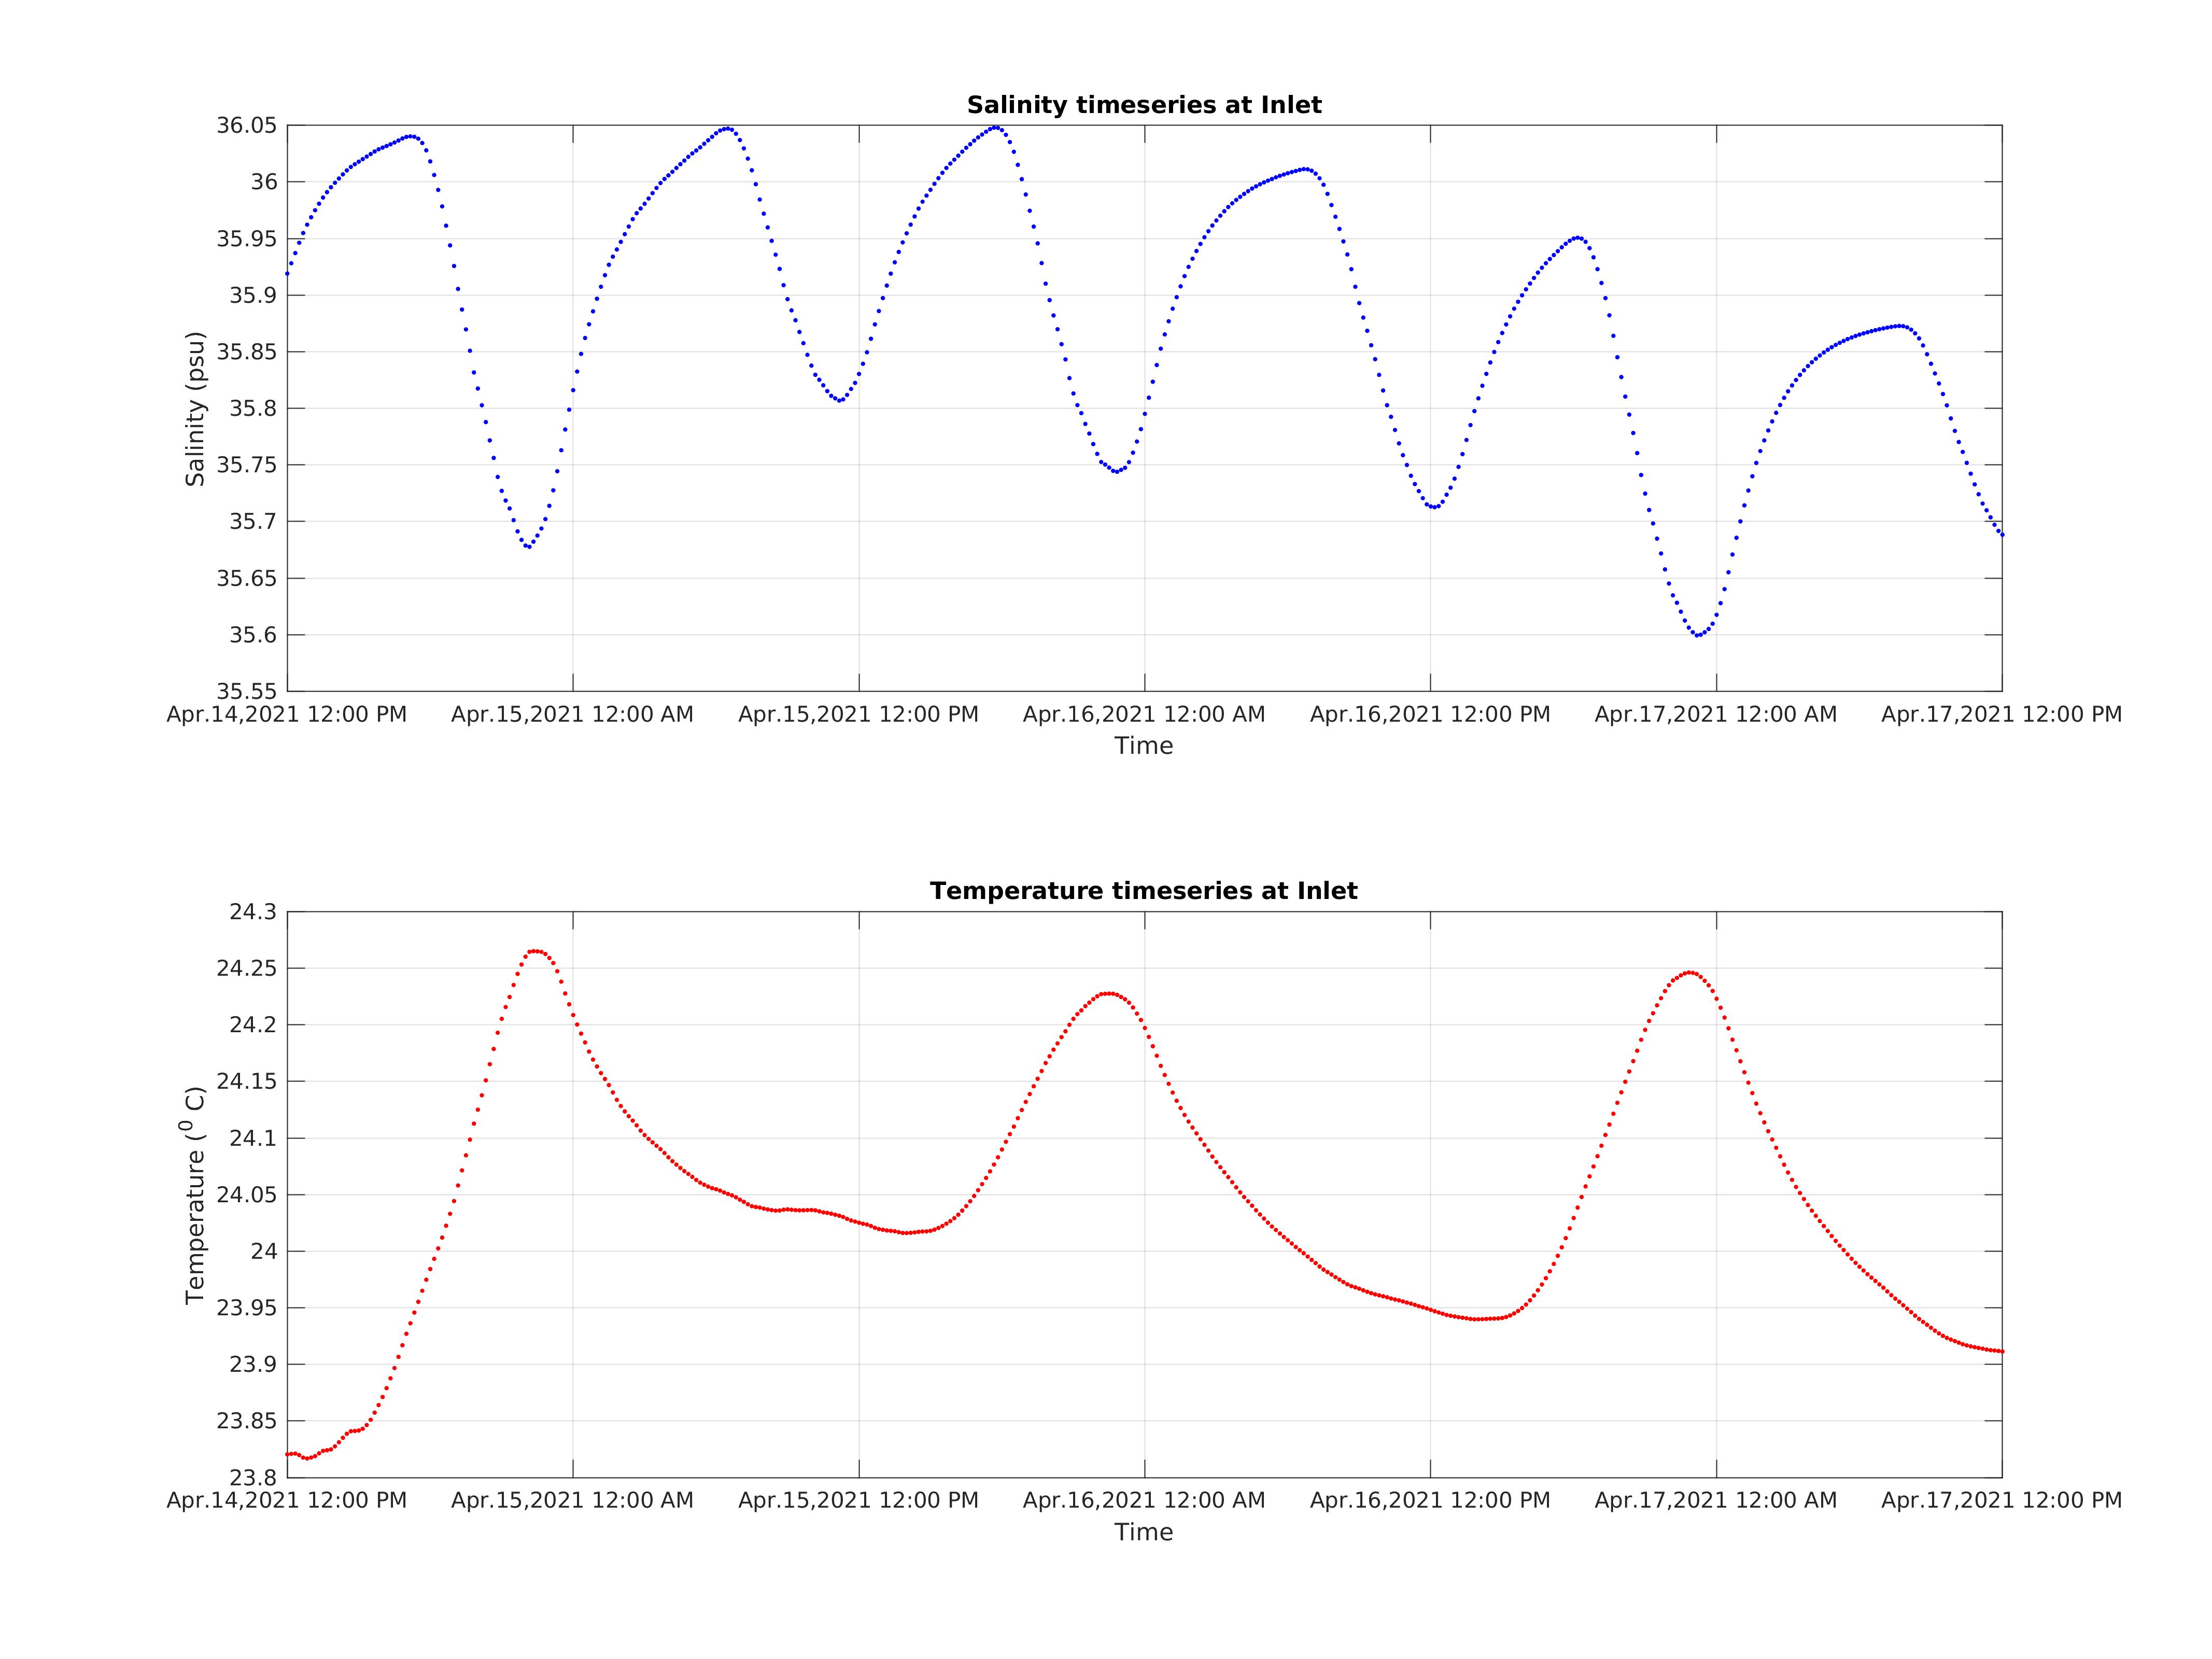 Salinity timeseries at Inlet
36.05
36
35.95
35.9
35.85
35.8
35.75
35.7
35.65
35.6
35.55
Salinity (psu)
Apr.14,2021 12:00 PM Apr.15,2021 12:00 AM Apr.15,2021 12:00 PM Apr.16,2021 12:00 AM Apr.16,2021 12:00 PM Apr.17,2021 12:00 AM Apr.17,2021 12:00 PM
Time
Temperature timeseries at Inlet
24.3
24.25
24.2
24.15
24.1
24.05
24
23.95
23.9
23.85
23.8
Temperature (⁰ C)
Apr.14,2021 12:00 PM Apr.15,2021 12:00 AM Apr.15,2021 12:00 PM Apr.16,2021 12:00 AM Apr.16,2021 12:00 PM Apr.17,2021 12:00 AM Apr.17,2021 12:00 PM
Time